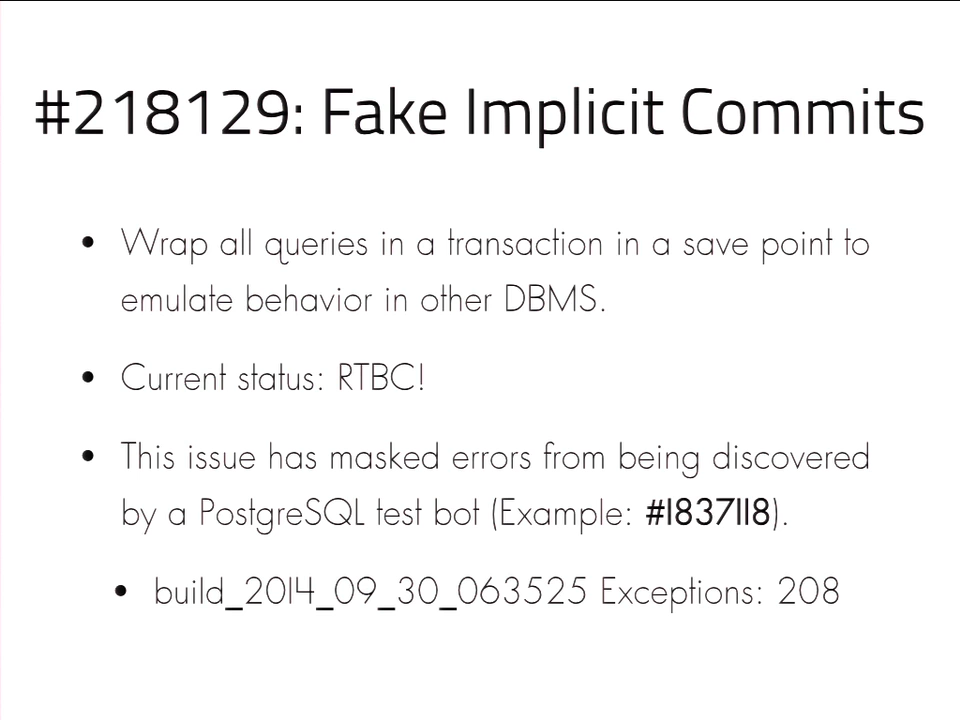 #218129: Fake Implicit Commits
• Wrap all queries in a transaction in a save point to
emulate behavior in other DBMS.
• Current status: RTBC!
• This issue has masked errors from being discovered
by a PostgreSQL test bot (Example: #1837118).
• build_2014_09_30_063525 Exceptions: 208